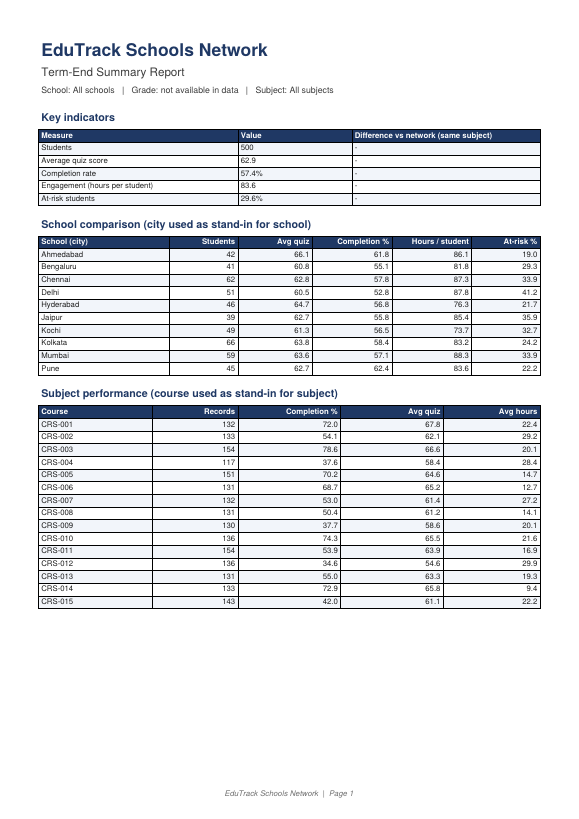 EduTrack Schools Network
Term-End Summary Report
School: All schools | Grade: not available in data | Subject: All subjects
Key indicators
Measure Value Difference vs network (same subject)
Students 500 -
Average quiz score 62.9 -
Completion rate 57.4% -
Engagement (hours per student) 83.6 -
At-risk students 29.6% -
School comparison (city used as stand-in for school)
School (city) Students Avg quiz Completion % Hours / student At-risk %
Ahmedabad 42 66.1 61.8 86.1 19.0
Bengaluru 41 60.8 55.1 81.8 29.3
Chennai 62 62.8 57.8 87.3 33.9
Delhi 51 60.5 52.8 87.8 41.2
Hyderabad 46 64.7 56.8 76.3 21.7
Jaipur 39 62.7 55.8 85.4 35.9
Kochi 49 61.3 56.5 73.7 32.7
Kolkata 66 63.8 58.4 83.2 24.2
Mumbai 59 63.6 57.1 88.3 33.9
Pune 45 62.7 62.4 83.6 22.2
Subject performance (course used as stand-in for subject)
Course Records Completion % Avg quiz Avg hours
CRS-001 132 72.0 67.8 22.4
CRS-002 133 54.1 62.1 29.2
CRS-003 154 78.6 66.6 20.1
CRS-004 117 37.6 58.4 28.4
CRS-005 151 70.2 64.6 14.7
CRS-006 131 68.7 65.2 12.7
CRS-007 132 53.0 61.4 27.2
CRS-008 131 50.4 61.2 14.1
CRS-009 130 37.7 58.6 20.1
CRS-010 136 74.3 65.5 21.6
CRS-011 154 53.9 63.9 16.9
CRS-012 136 34.6 54.6 29.9
CRS-013 131 55.0 63.3 19.3
CRS-014 133 72.9 65.8 9.4
CRS-015 143 42.0 61.1 22.2
EduTrack Schools Network | Page 1